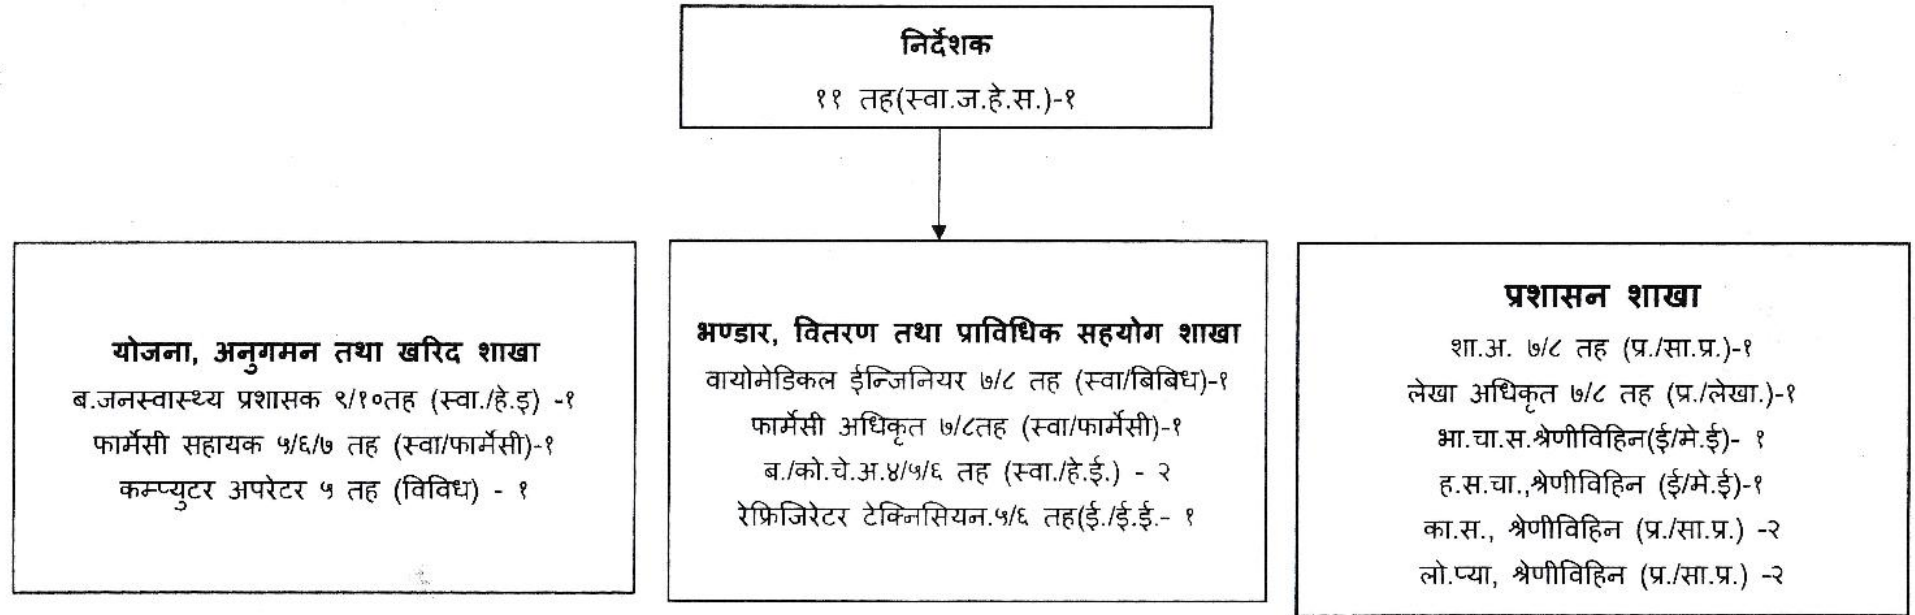 निर्देशक
११ तह(स्वा.ज.हे.स.)-१
योजना, अनुगमन तथा खरिद शाखा
ब.जनस्वास्थ्य प्रशासक ९/१०तह (स्वा./हे.इ) -१
फार्मेसी सहायक ५/६/७ तह (स्वा/फार्मेसी)-१
कम्प्युटर अपरेटर ५ तह (विविध) - १
भण्डार, वितरण तथा प्राविधिक सहयोग शाखा
वायोमेडिकल ईन्जिनियर ७/८ तह (स्वा/बिबिध)-१
फार्मेसी अधिकृत ७/८तह (स्वा/फार्मेसी)-१
ब./को.चे.अ.४/५/६ तह (स्वा./हे.ई.) - २
रेफ्रिजिरेटर टेक्निसियन.५/६ तह(ई./ई.ई.- १
प्रशासन शाखा
शा.अ. ७/८ तह (प्र./सा.प्र.)-१
लेखा अधिकृत ७/८ तह (प्र./लेखा.)-१
भा.चा.स.श्रेणीविहिन(ई/मे.ई)- १
ह.स.चा.,श्रेणीविहिन (ई/मे.ई)-१
का.स., श्रेणीविहिन (प्र./सा.प्र.) -२
लो.प्या, श्रेणीविहिन (प्र./सा.प्र.) -२